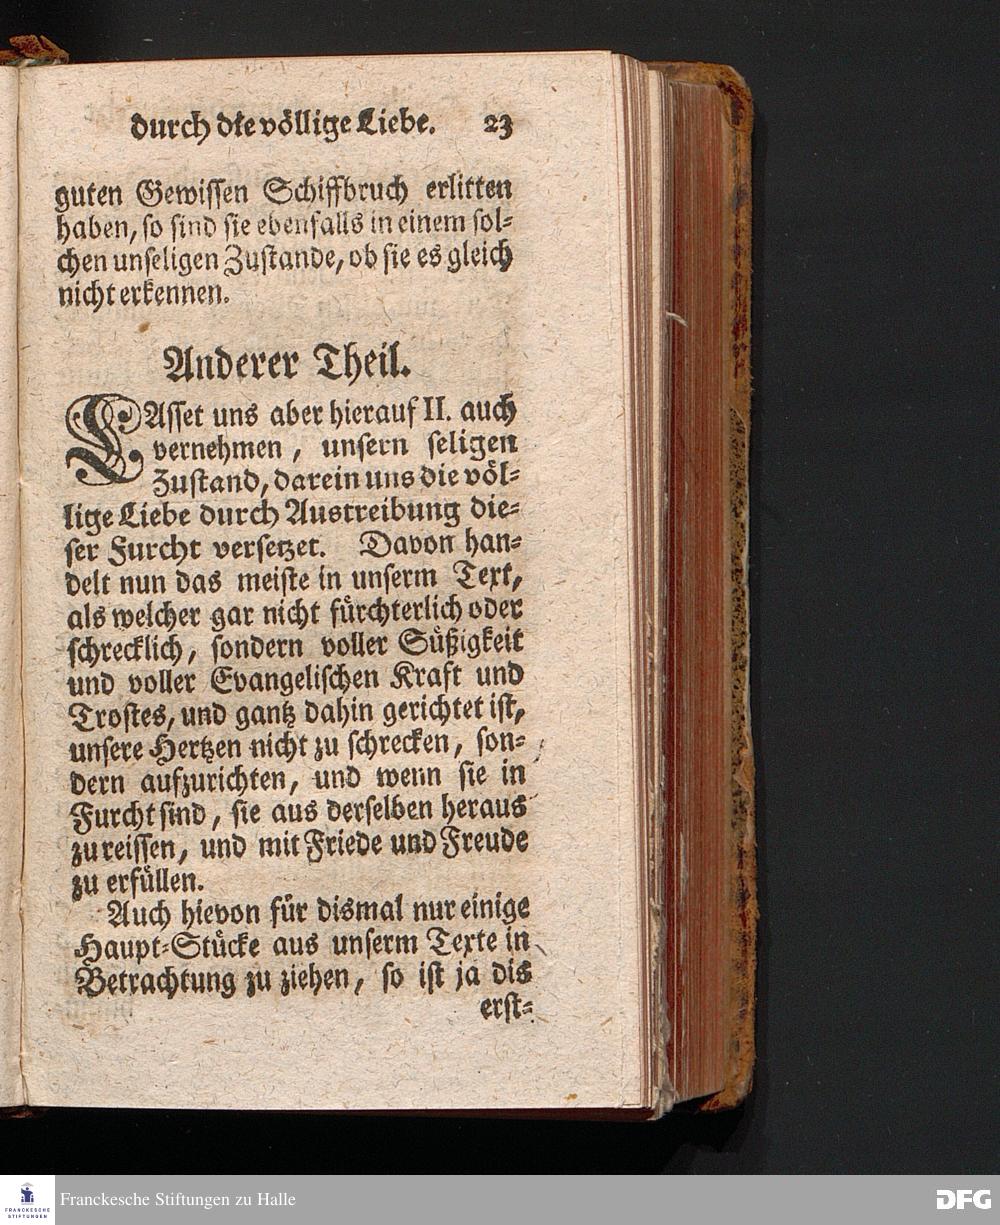 durch die völlige Liebe. 23
guten Gewissen Schiffbruch erlitten
haben, so sind sie ebenfalls in einem sol-
chen unseligen Zustande, ob sie es gleich
nicht erkennen.
Anderer Theil.
LAsset uns aber hierauf II. auch
vernehmen, unsern seligen
Zustand, darein uns die völ-
lige Liebe durch Austreibung die-
ser Furcht versetzet. Davon han-
delt nun das meiste in unserm Text,
als welcher gar nicht fürchterlich oder
schrecklich, sondern voller Süßigkeit
und voller Evangelischen Kraft und
Trostes, und gantz dahin gerichtet ist,
unsere Hertzen nicht zu schrecken, son-
dern aufzurichten, und wenn sie in
Furcht sind, sie aus derselben heraus
zu reissen, und mit Friede und Freude
zu erfüllen.
Auch hievon für dismal nur einige
Haupt-Stücke aus unserm Texte in
Betrachtung zu ziehen, so ist ja dis
erst-
FRANCKESCHE STIFTUNGEN
Franckesche Stiftungen zu Halle
DFG